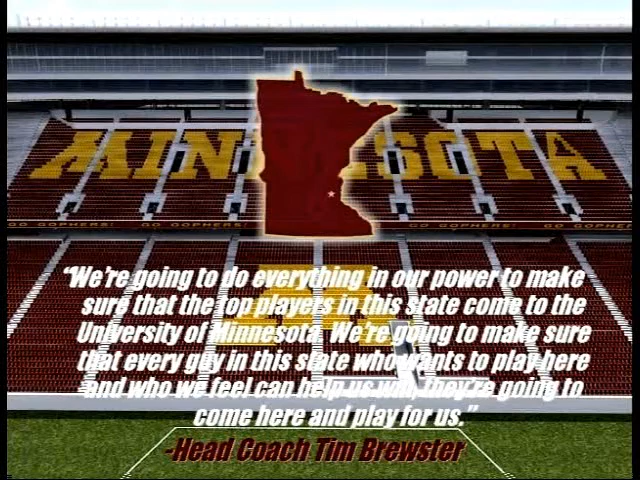 MINNESOTA
GO GOPHERS! GO GOPHERS! GO GOPHERS! GO GOPHERS!
“We're going to do everything in our power to make
sure that the top players in this state come to the
University of Minnesota. We're going to make sure
that every guy in this state who wants to play here
and who we feel can help us win, they're going to
come here and play for us.”
-Head Coach Tim Brewster